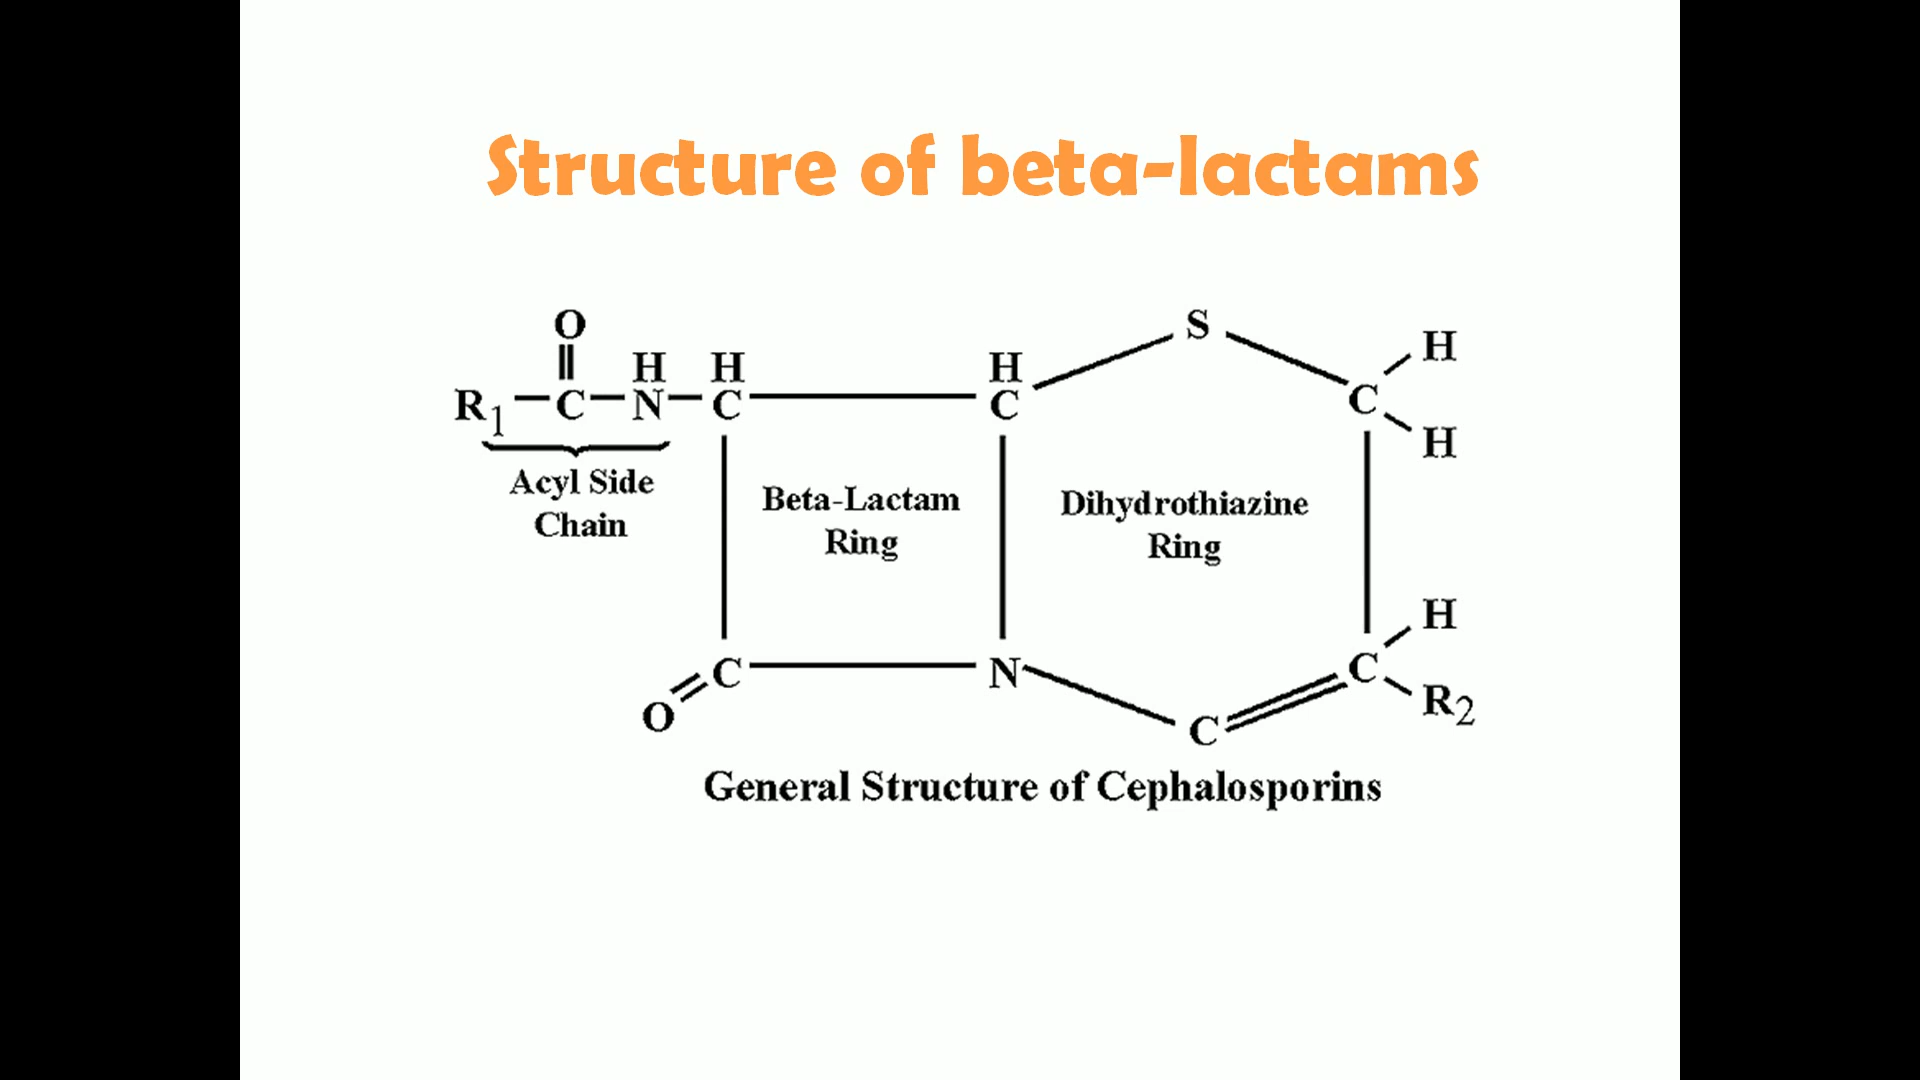 Structure of beta-lactams
O
H H H S H
R1 C N C C C H
Acyl Side
Chain
Beta-Lactam
Ring
Dihydrothiazine
Ring
H
C N C R2
O C
General Structure of Cephalosporins